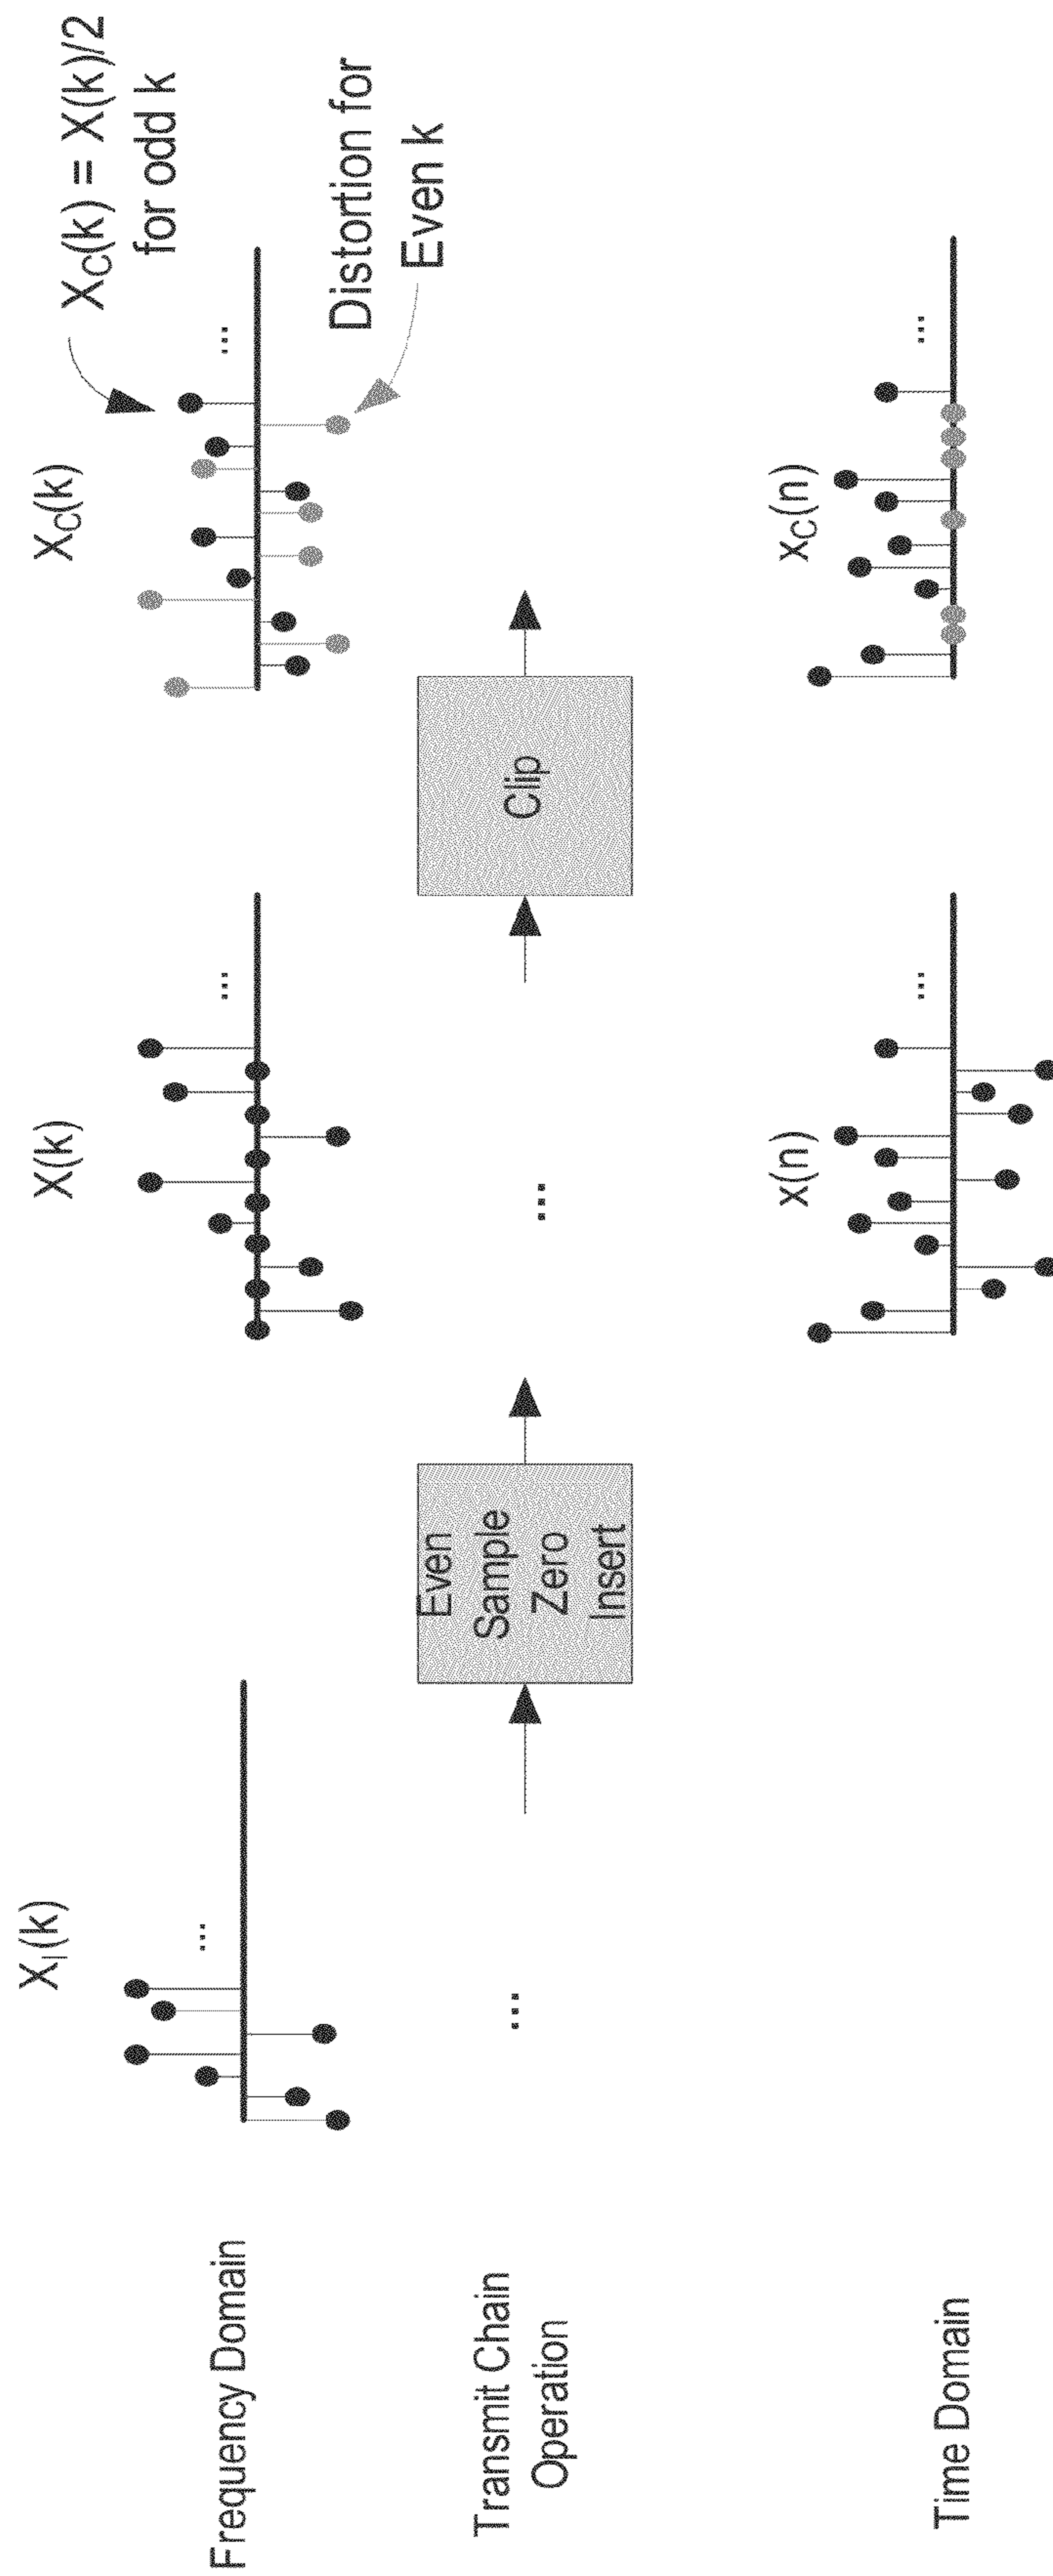 Frequency Domain
X_I(k)
...
X(k)
...
X_C(k)
...
X_C(k) = X(k)/2
for odd k
Distortion for
Even k
Transmit Chain
Operation
...
Even
Sample
Zero
Insert
...
Clip
Time Domain
x(n)
...
x_C(n)
...